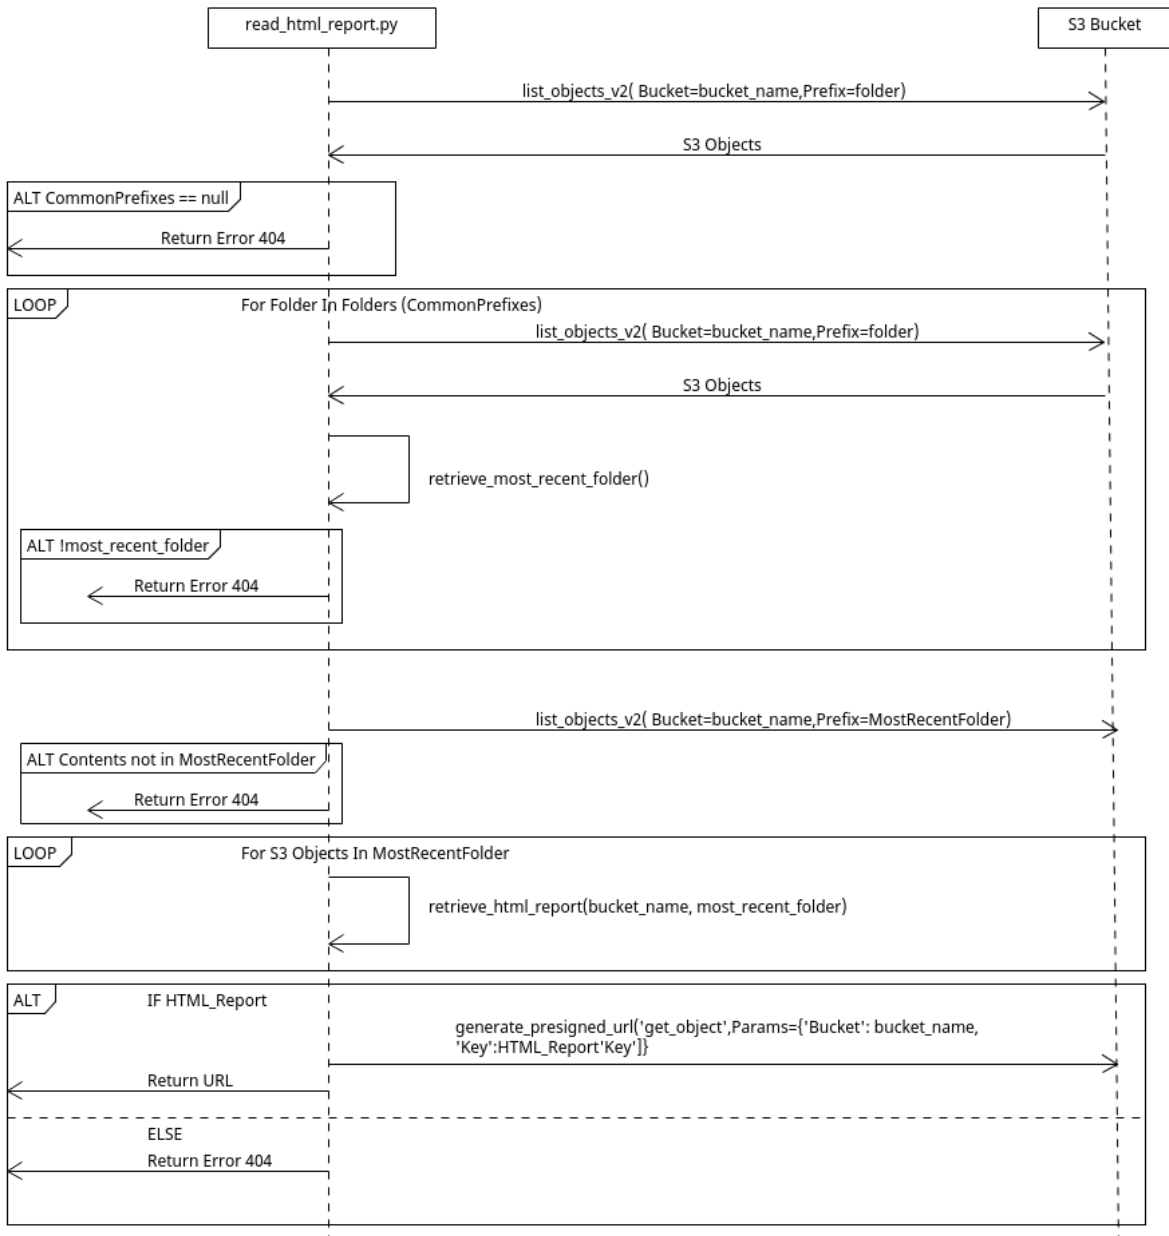 read_html_report.py
S3 Bucket
list_objects_v2( Bucket=bucket_name,Prefix=folder)
S3 Objects
ALT CommonPrefixes == null
Return Error 404
LOOP
For Folder In Folders (CommonPrefixes)
list_objects_v2( Bucket=bucket_name,Prefix=folder)
S3 Objects
retrieve_most_recent_folder()
ALT !most_recent_folder
Return Error 404
list_objects_v2( Bucket=bucket_name,Prefix=MostRecentFolder)
ALT Contents not in MostRecentFolder
Return Error 404
LOOP
For S3 Objects In MostRecentFolder
retrieve_html_report(bucket_name, most_recent_folder)
ALT
IF HTML_Report
generate_presigned_url('get_object',Params={'Bucket': bucket_name,
'Key':HTML_Report'Key']}
Return URL
ELSE
Return Error 404